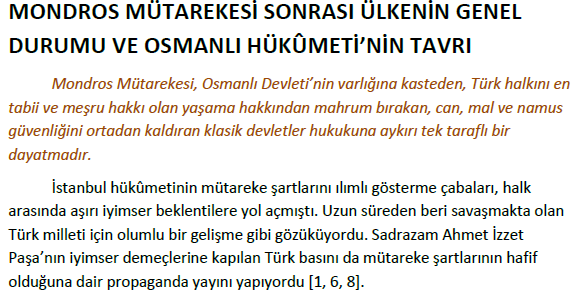 MONDROS MÜTAREKESİ SONRASI ÜLKENİN GENEL
DURUMU VE OSMANLI HÜKÛMETİ’NİN TAVRI
Mondros Mütarekesi, Osmanlı Devleti’nin varlığına kasteden, Türk halkını en
tabii ve meşru hakkı olan yaşama hakkından mahrum bırakan, can, mal ve namus
güvenliğini ortadan kaldıran klasik devletler hukukuna aykırı tek taraflı bir
dayatmadır.
İstanbul hükûmetinin mütareke şartlarını ılımlı gösterme çabaları, halk
arasında aşırı iyimser beklentilere yol açmıştı. Uzun süreden beri savaşmakta olan
Türk milleti için olumlu bir gelişme gibi gözüküyordu. Sadrazam Ahmet İzzet
Paşa’nın iyimser demeçlerine kapılan Türk basını da mütareke şartlarının hafif
olduğuna dair propaganda yayını yapıyordu [1, 6, 8].